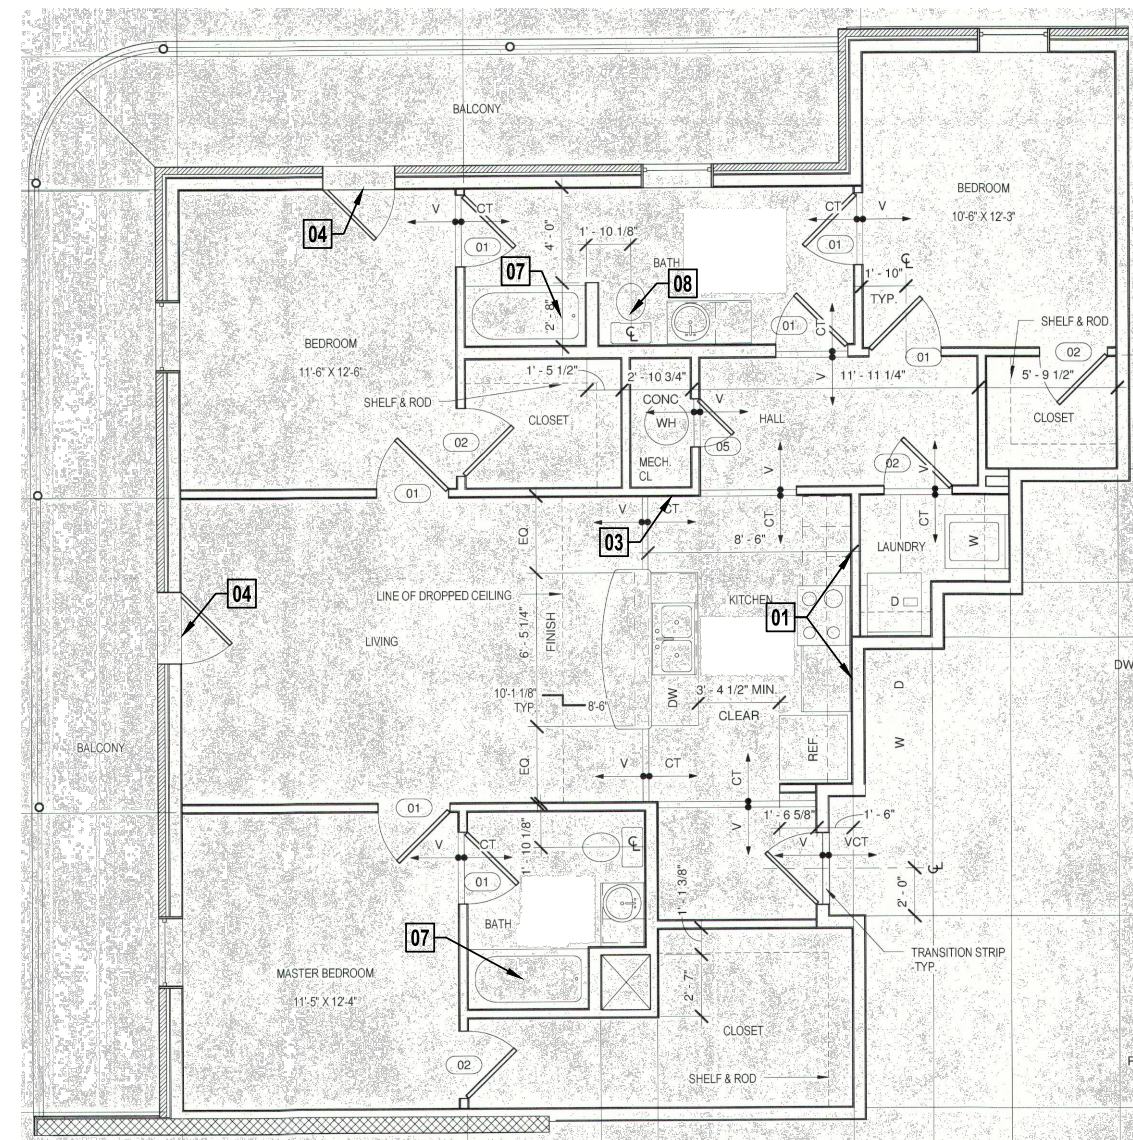 BALCONY
BEDROOM
10'-6" X 12'-3"
04
V
CT
01
4' - 0"
1' - 10 1/8"
07
2' - 8"
BATH
08
℄
CT
V
01
℄
1' - 10"
TYP.
01
CT
01
SHELF & ROD
02
BEDROOM
11'-6" X 12'-6"
SHELF & ROD
1' - 5 1/2"
CLOSET
2' - 10 3/4"
CONC
WH
MECH.
CL
V
05
HALL
V
11' - 11 1/4"
5' - 9 1/2"
CLOSET
02
02
V
V
01
EQ.
V
CT
03
CT
8' - 6"
CT
LAUNDRY
W
D
04
LINE OF DROPPED CEILING
KITCHEN
01
LIVING
6' - 5 1/4"
FINISH
10'-1 1/8"
TYP.
8'-6"
DW
3' - 4 1/2" MIN.
CLEAR
REF.
D
W
DW
BALCONY
EQ.
V
CT
CT
01
V
CT
01
1' - 10 1/8"
℄
V
1' - 6 5/8"
1' - 6"
V
VCT
℄
2' - 0"
BATH
07
1' - 1 3/8"
TRANSITION STRIP
-TYP.
MASTER BEDROOM
11'-5" X 12'-4"
2' - 7"
CLOSET
02
SHELF & ROD
F